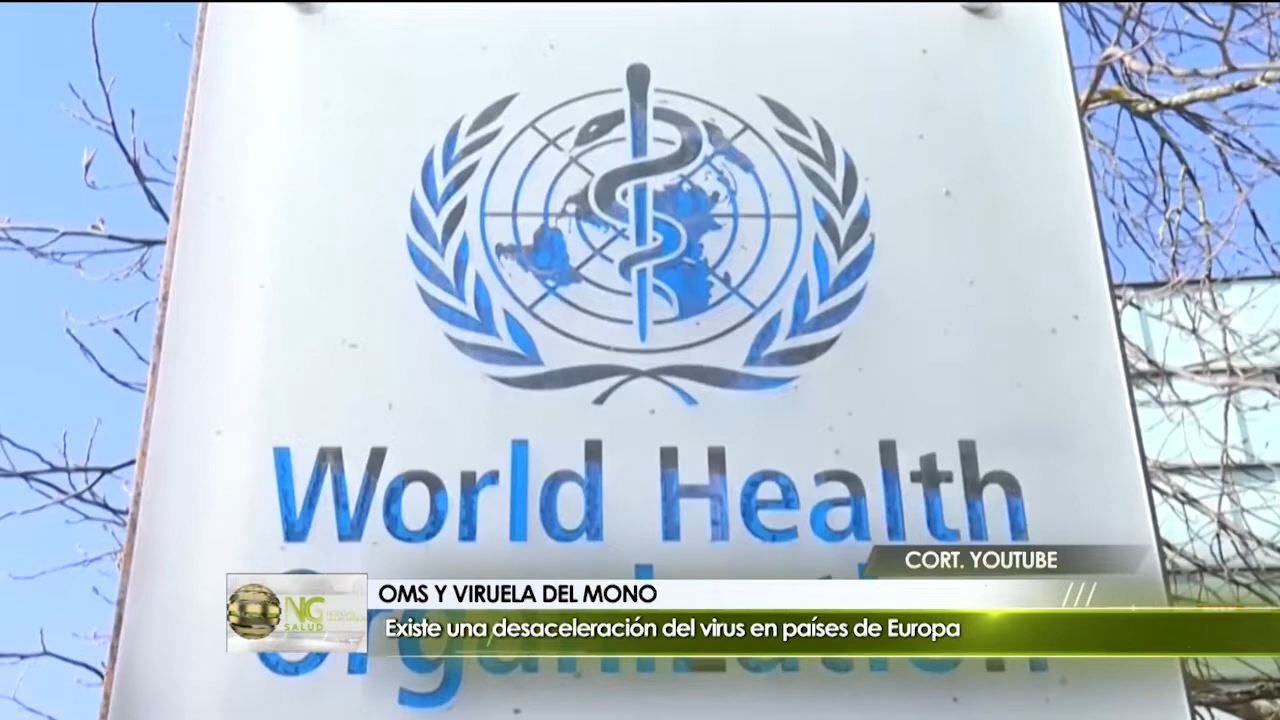 World Health
Organization
CORT. YOUTUBE
OMS Y VIRUELA DEL MONO
NG
SALUD
Existe una desaceleración del virus en países de Europa